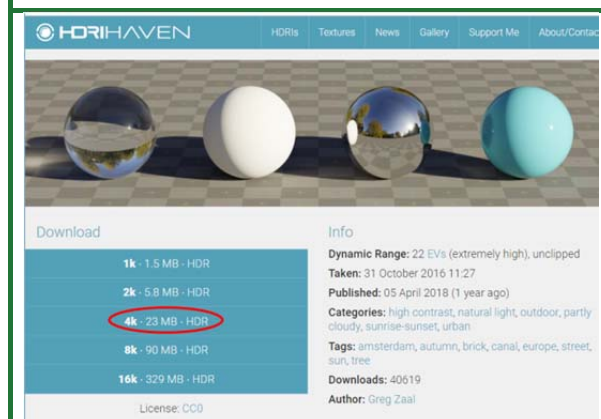 HDRIHAVEN
HDRIs Textures News Gallery Support Me About/Contac
Download
1k - 1.5 MB - HDR
2k - 5.8 MB - HDR
4k - 23 MB - HDR
8k - 90 MB - HDR
16k - 329 MB - HDR
License: CC0
Info
Dynamic Range: 22 EVs (extremely high), unclipped
Taken: 31 October 2016 11:27
Published: 05 April 2018 (1 year ago)
Categories: high contrast, natural light, outdoor, partly
cloudy, sunrise-sunset, urban
Tags: amsterdam, autumn, brick, canal, europe, street,
sun, tree
Downloads: 40619
Author: Greg Zaal